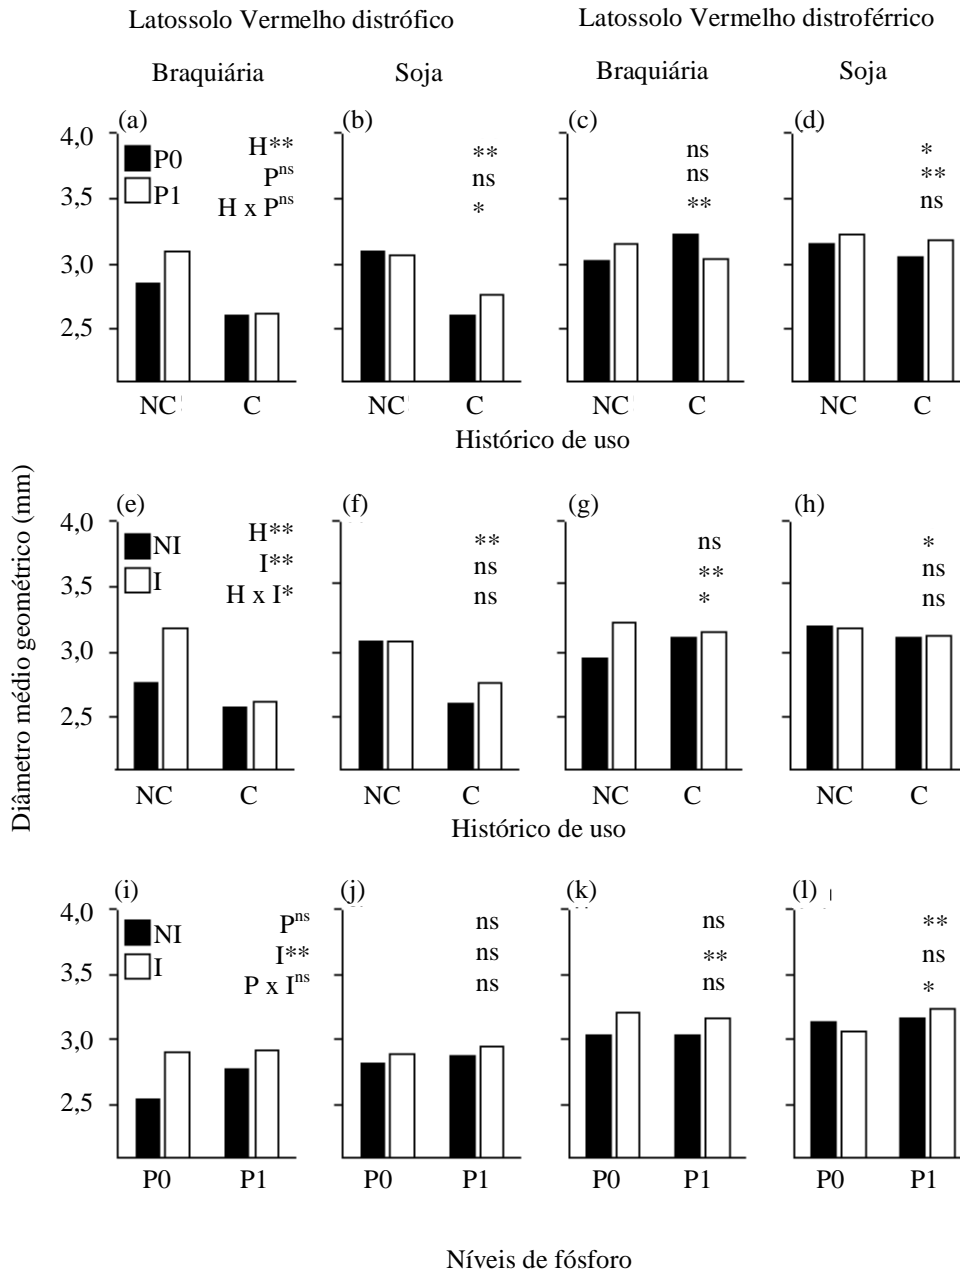 Latossolo Vermelho distrófico
Latossolo Vermelho distroférrico
Braquiária
Soja
Braquiária
Soja
(a)
(b)
(c)
(d)
4,0
3,5
3,0
2,5
P0
P1
H**
P^ns
H x P^ns
**
ns
*
ns
ns
**
*
**
ns
NC C
NC C
NC C
NC C
Histórico de uso
Diâmetro médio geométrico (mm)
(e)
(f)
(g)
(h)
4,0
3,5
3,0
2,5
NI
I
H**
I**
H x I*
**
ns
ns
ns
**
*
*
ns
ns
NC C
NC C
NC C
NC C
Histórico de uso
(i)
(j)
(k)
(l)
4,0
3,5
3,0
2,5
NI
I
P^ns
I**
P x I^ns
ns
ns
ns
ns
**
ns
**
ns
*
P0 P1
P0 P1
P0 P1
P0 P1
Níveis de fósforo